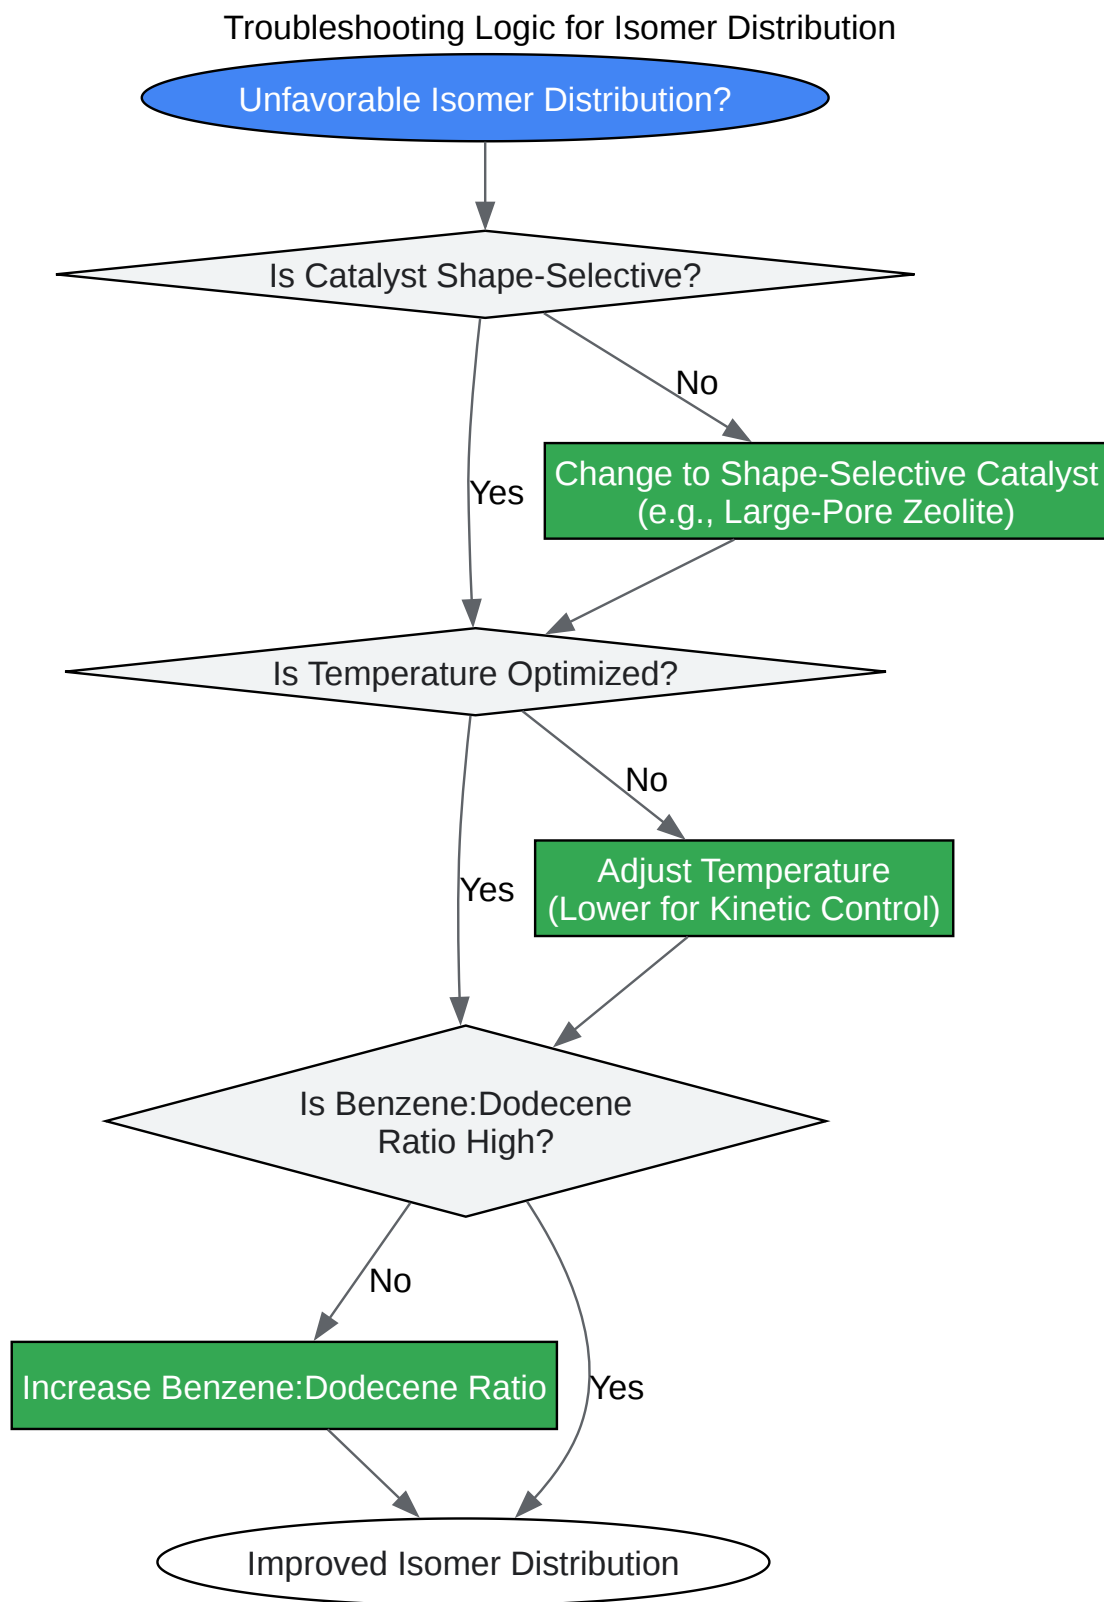 Troubleshooting Logic for Isomer Distribution
Unfavorable Isomer Distribution?
Is Catalyst Shape-Selective?
No
Change to Shape-Selective Catalyst
(e.g., Large-Pore Zeolite)
Yes
Is Temperature Optimized?
No
Adjust Temperature
(Lower for Kinetic Control)
Yes
Is Benzene:Dodecene
Ratio High?
No
Increase Benzene:Dodecene Ratio
Yes
Improved Isomer Distribution